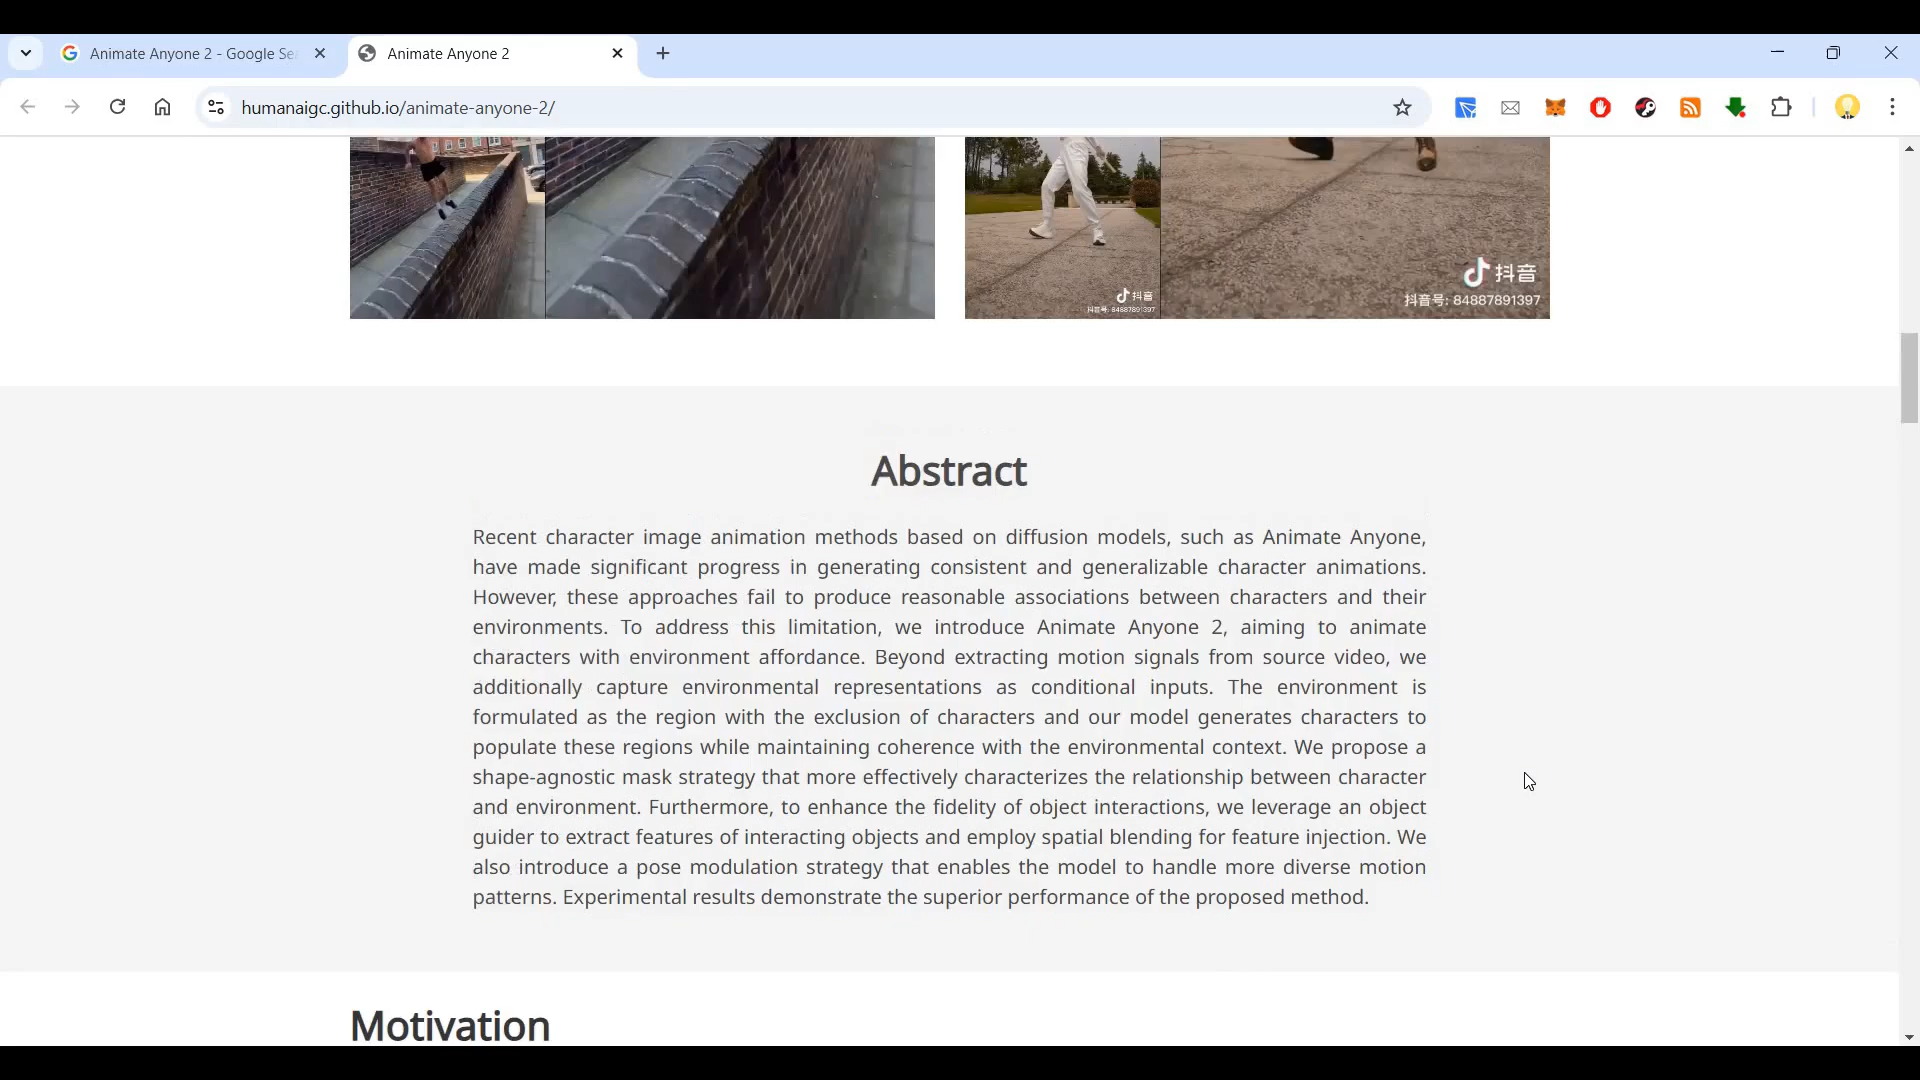 Animate Anyone 2 - Google Sea
Animate Anyone 2
humanaigc.github.io/animate-anyone-2/
抖音
抖音号: 84887891397
抖音
抖音号: 84887891397
Abstract
Recent character image animation methods based on diffusion models, such as Animate Anyone,
have made significant progress in generating consistent and generalizable character animations.
However, these approaches fail to produce reasonable associations between characters and their
environments. To address this limitation, we introduce Animate Anyone 2, aiming to animate
characters with environment affordance. Beyond extracting motion signals from source video, we
additionally capture environmental representations as conditional inputs. The environment is
formulated as the region with the exclusion of characters and our model generates characters to
populate these regions while maintaining coherence with the environmental context. We propose a
shape-agnostic mask strategy that more effectively characterizes the relationship between character
and environment. Furthermore, to enhance the fidelity of object interactions, we leverage an object
guider to extract features of interacting objects and employ spatial blending for feature injection. We
also introduce a pose modulation strategy that enables the model to handle more diverse motion
patterns. Experimental results demonstrate the superior performance of the proposed method.
Motivation